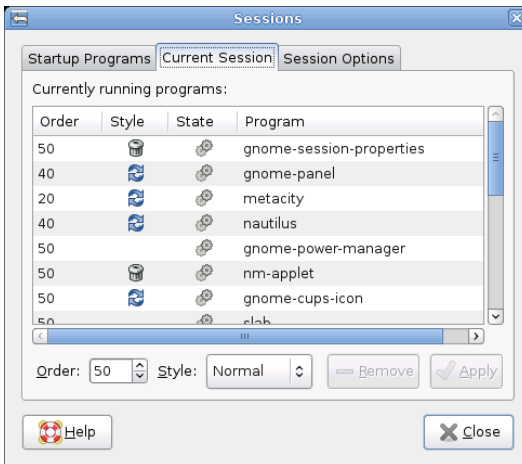 Sessions
Startup Programs Current Session Session Options
Currently running programs:
Order Style State Program
50 gnome-session-properties
40 gnome-panel
20 metacity
40 nautilus
50 gnome-power-manager
50 nm-applet
50 gnome-cups-icon
50 slab
Order: 50 Style: Normal Remove Apply
Help Close